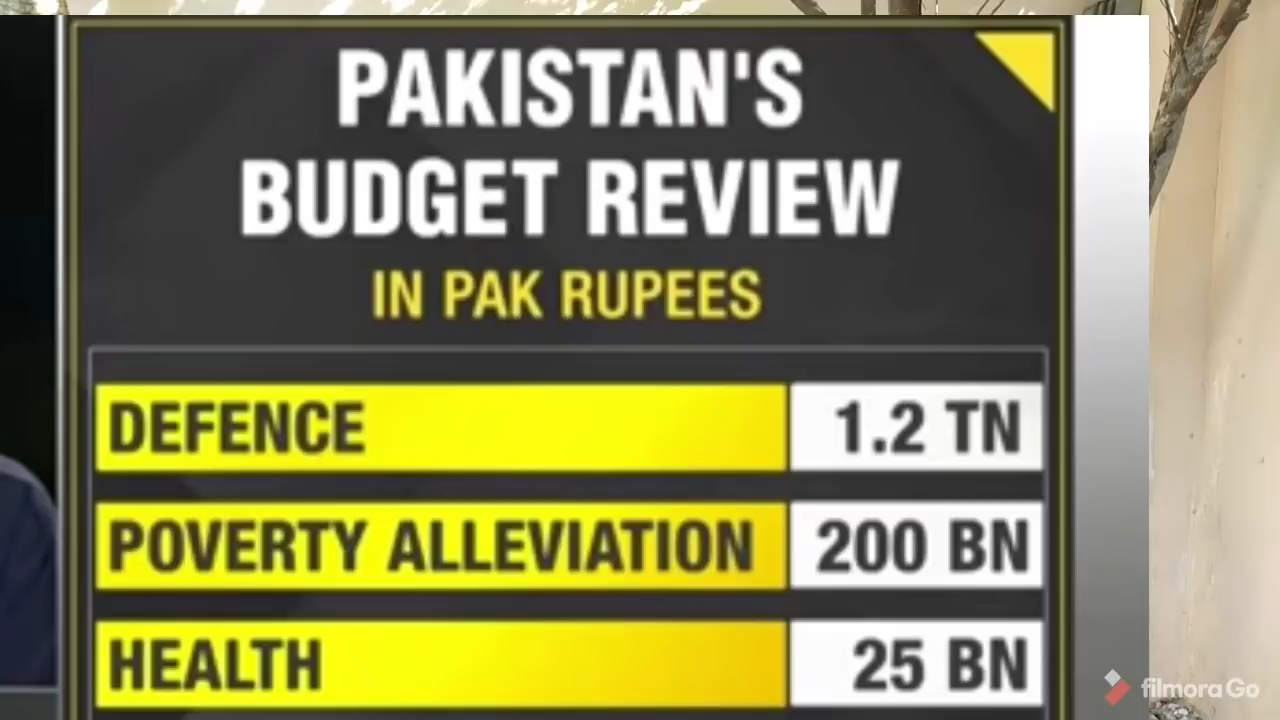 PAKISTAN'S
BUDGET REVIEW
IN PAK RUPEES
DEFENCE 1.2 TN
POVERTY ALLEVIATION 200 BN
HEALTH 25 BN
filmoraGo